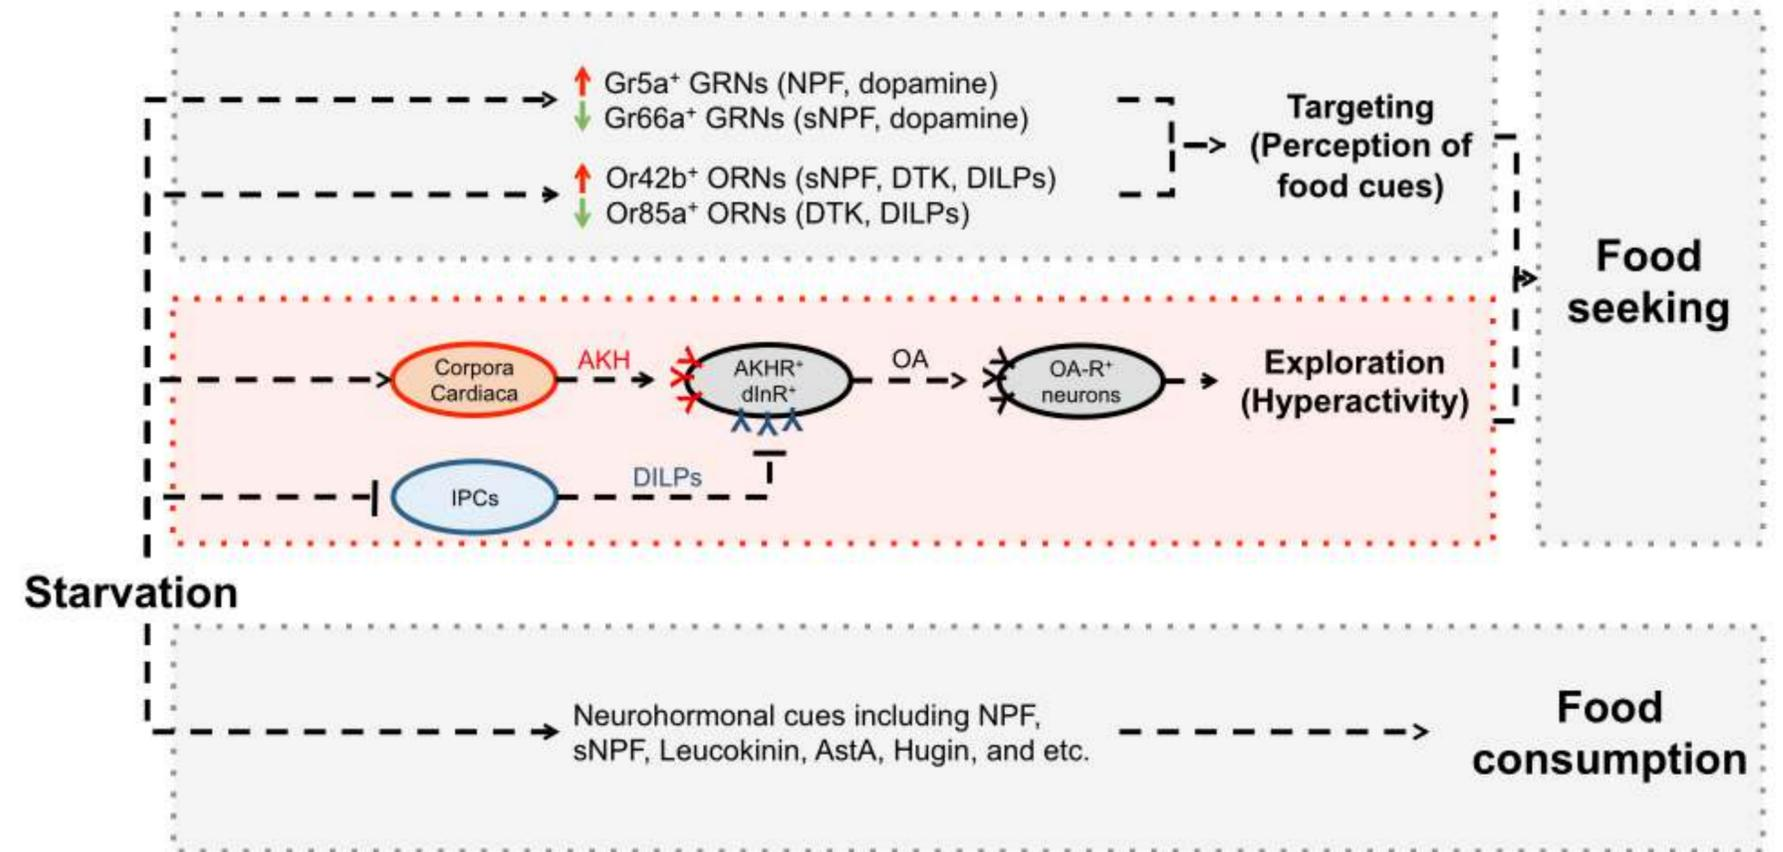 Gr5a⁺ GRNs (NPF, dopamine)
Gr66a⁺ GRNs (sNPF, dopamine)
Or42b⁺ ORNs (sNPF, DTK, DILPs)
Or85a⁺ ORNs (DTK, DILPs)
Targeting
(Perception of
food cues)
Food
seeking
Corpora
Cardiaca
AKH
AKHR⁺
dInR⁺
OA
OA-R⁺
neurons
Exploration
(Hyperactivity)
IPCs
DILPs
Starvation
Neurohormonal cues including NPF,
sNPF, Leucokinin, AstA, Hugin, and etc.
Food
consumption